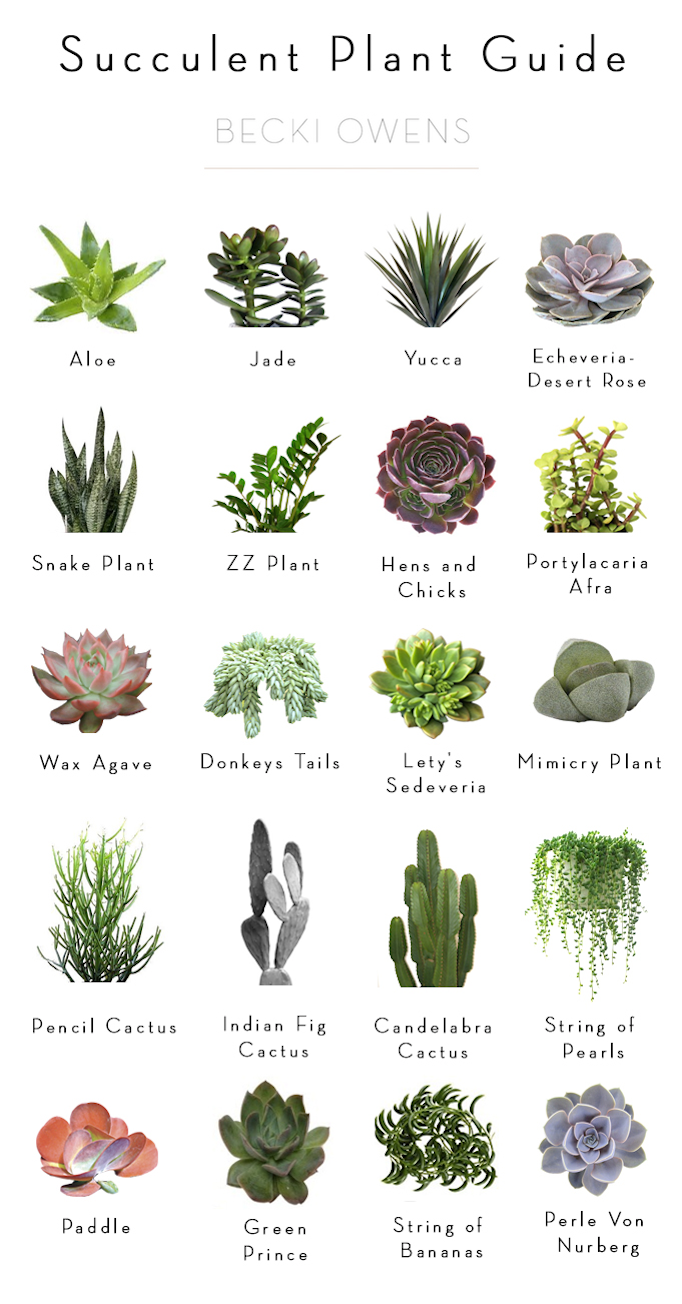 Succulent Plant Guide
BECKI OWENS
Aloe
Jade
Yucca
Echeveria-
Desert Rose
Snake Plant
ZZ Plant
Hens and
Chicks
Portylacaria
Afra
Wax Agave
Donkeys Tails
Lety's
Sedeveria
Mimicry Plant
Pencil Cactus
Indian Fig
Cactus
Candelabra
Cactus
String of
Pearls
Paddle
Green
Prince
String of
Bananas
Perle Von
Nurberg